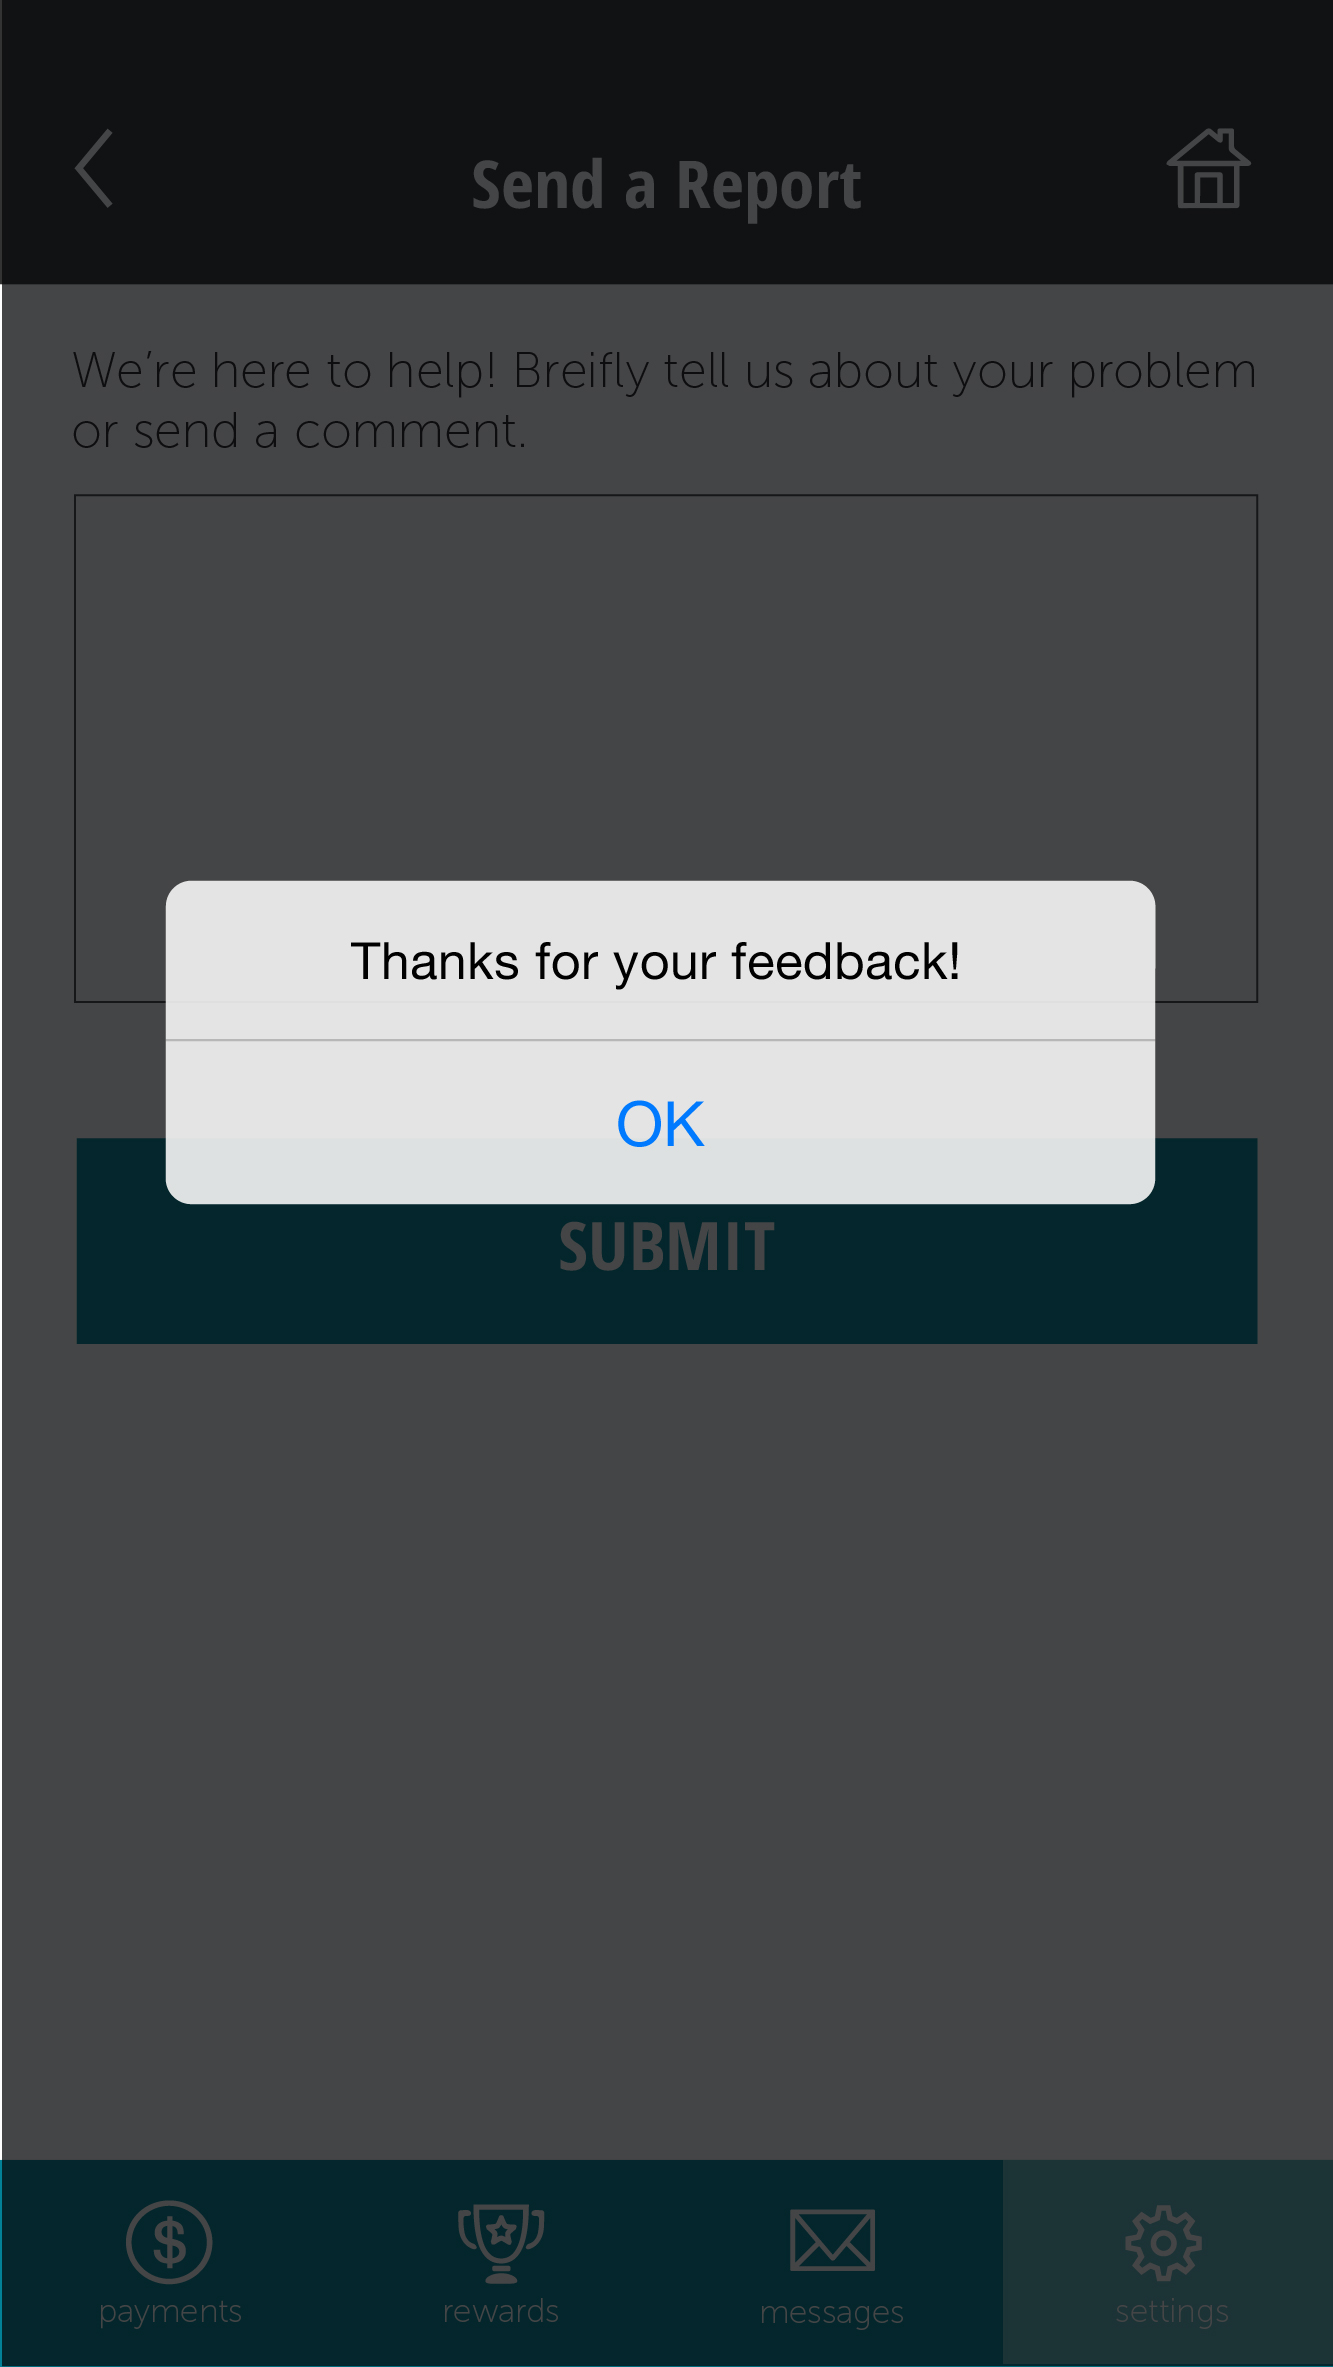 Send a Report
We're here to help! Breifly tell us about your problem
or send a comment.
Thanks for your feedback!
OK
SUBMIT
$
payments
rewards
messages
settings